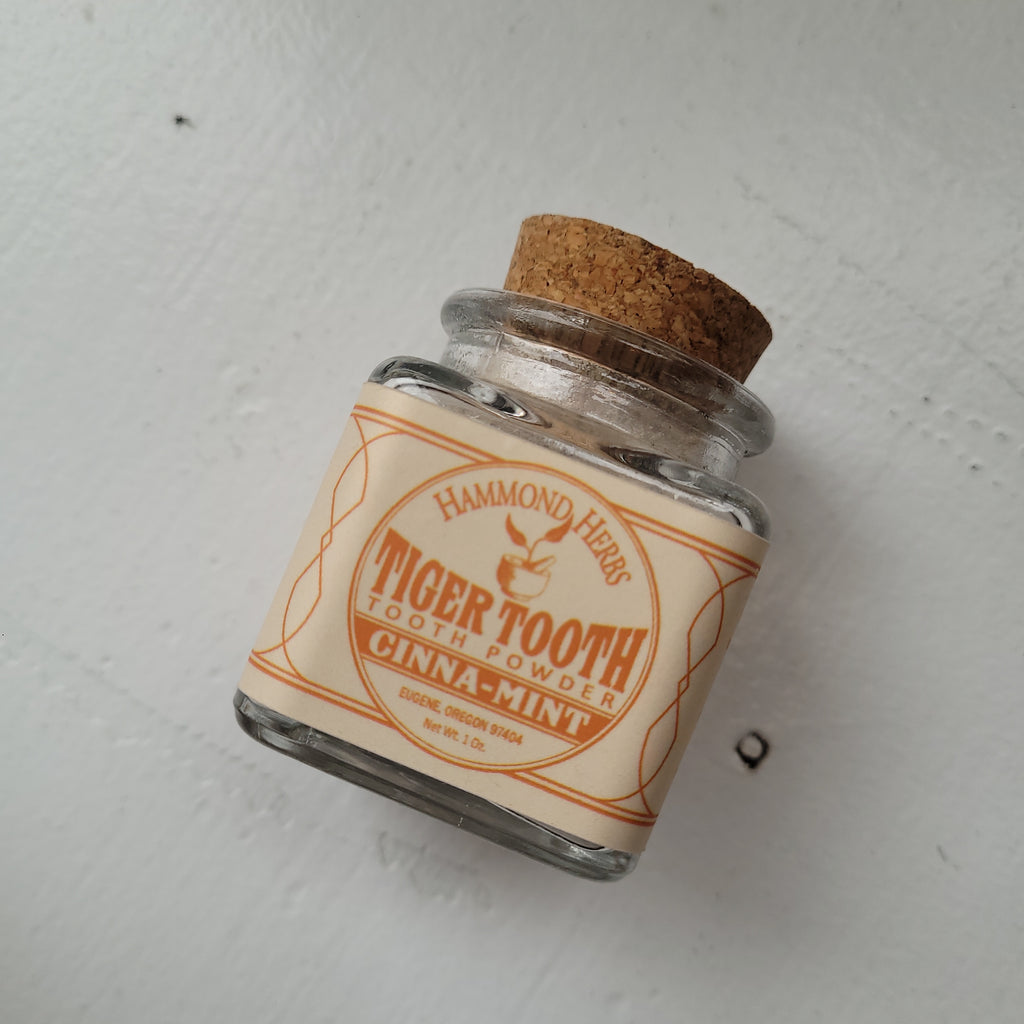 HAMMOND HERBS
TIGER TOOTH
TOOTH POWDER
CINNA-MINT
EUGENE, OREGON 97404
Net Wt. 1 Oz.